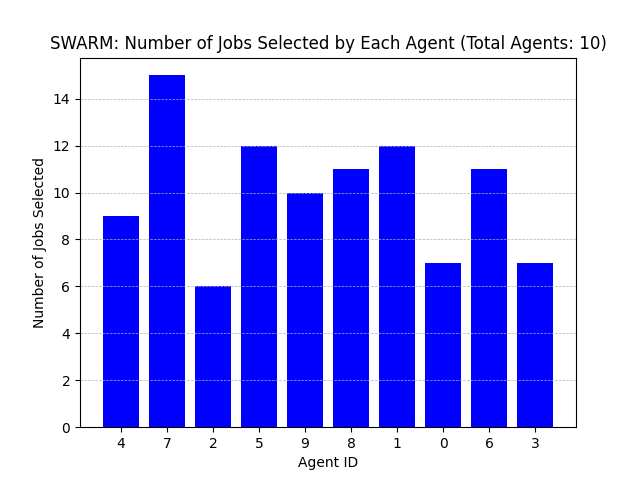 SWARM: Number of Jobs Selected by Each Agent (Total Agents: 10)
Number of Jobs Selected
14
12
10
8
6
4
2
0
4 7 2 5 9 8 1 0 6 3
Agent ID